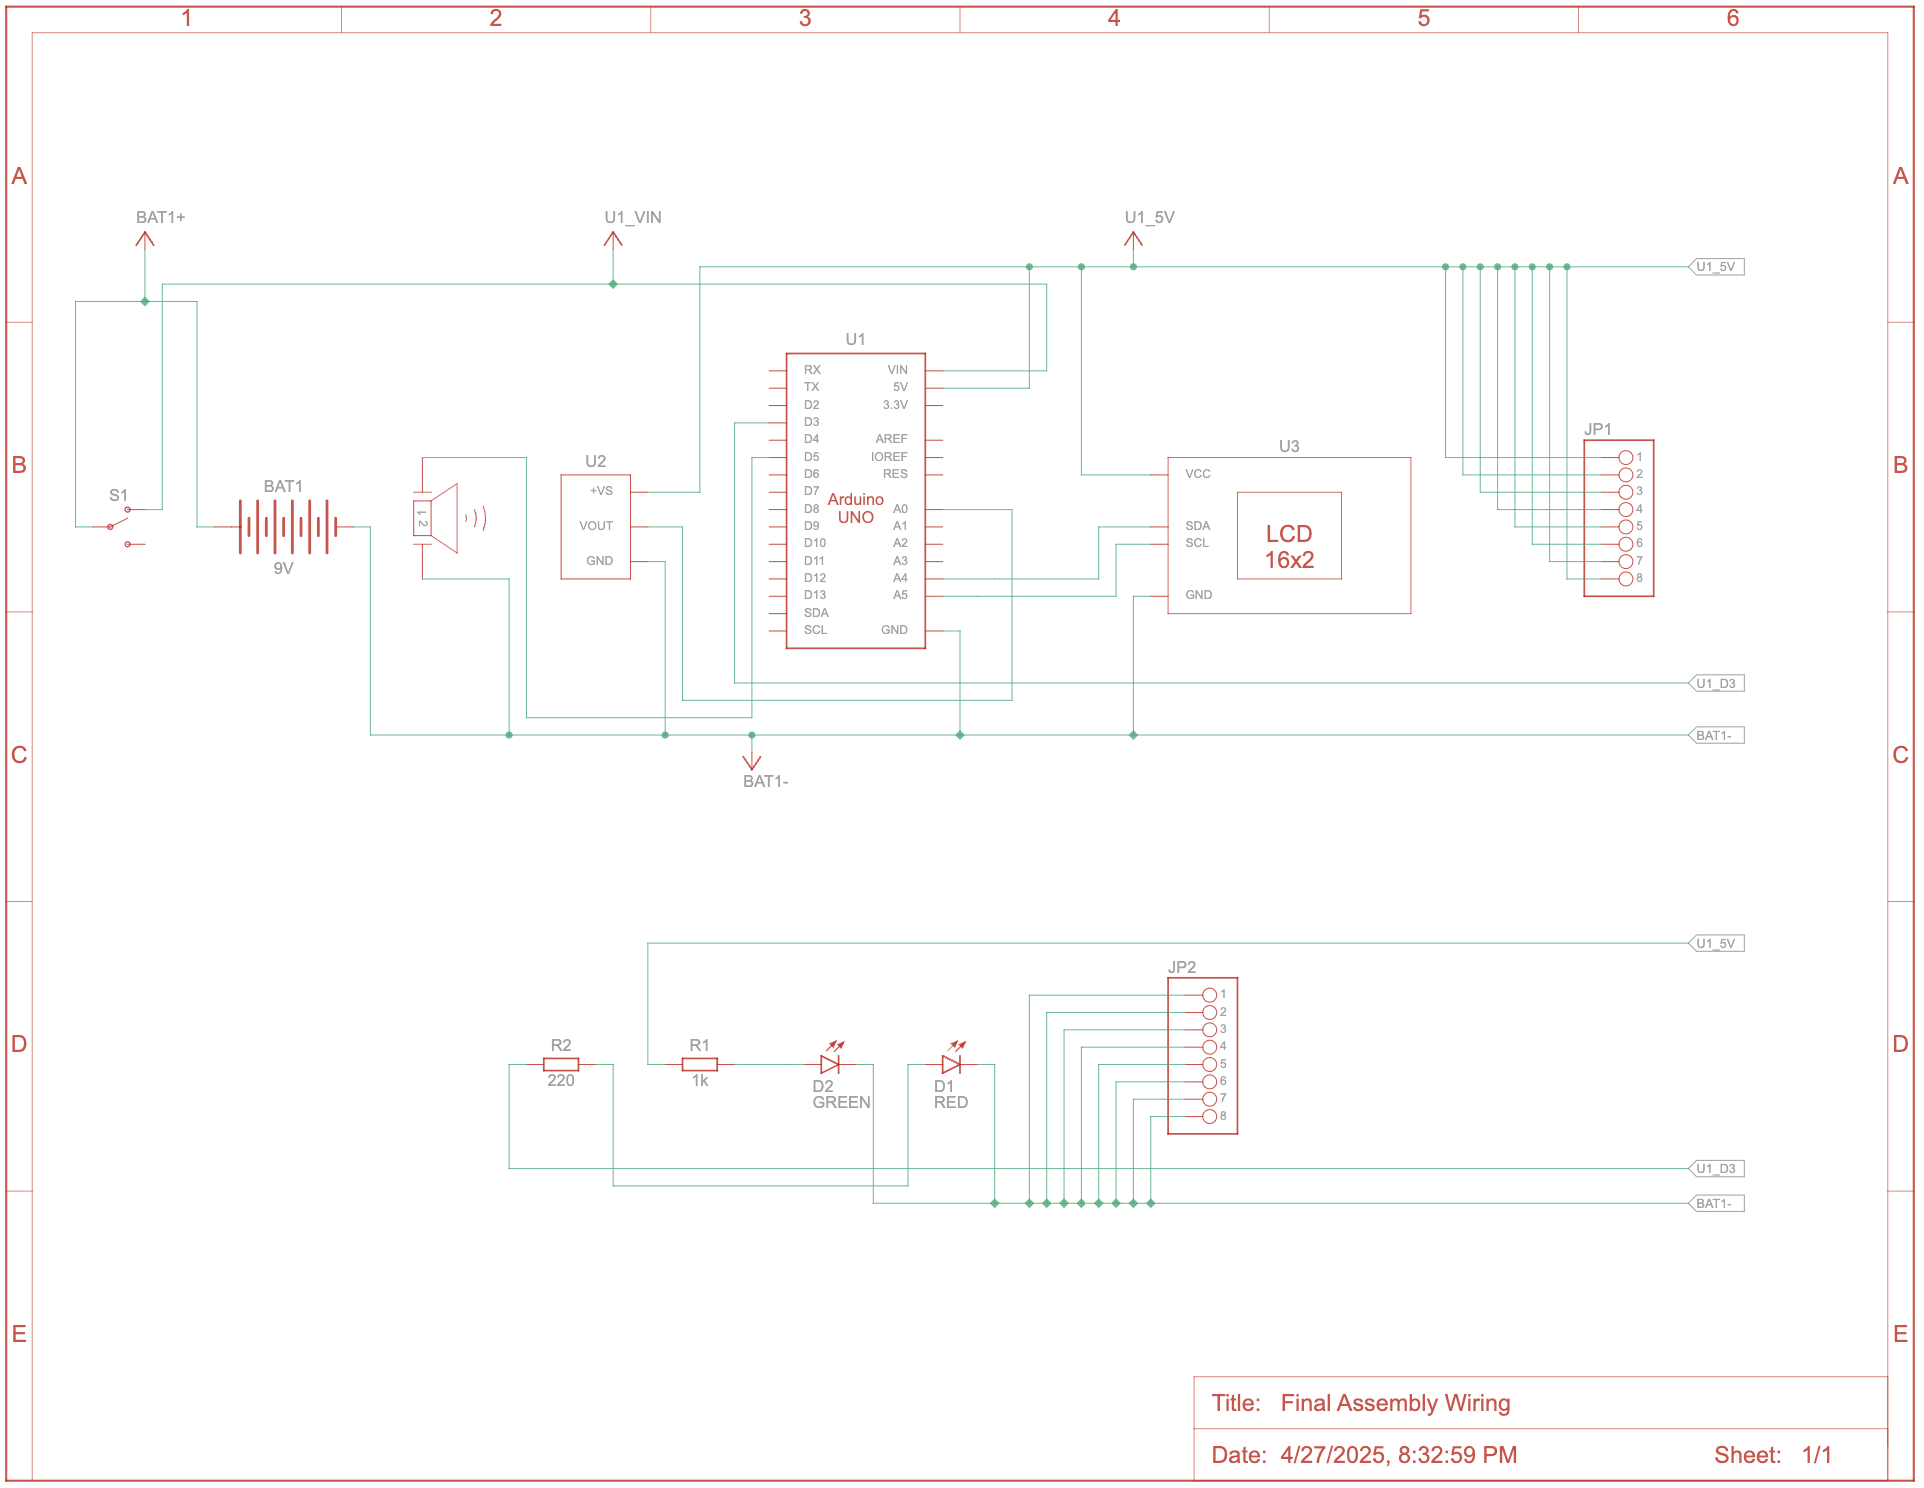 1 2 3 4 5 6
A A
BAT1+ U1_VIN U1_5V
U1_5V
U1
RX VIN
TX 5V
D2 3.3V
D3
D4 AREF
D5 IOREF
D6 RES
D7
D8 A0
D9 A1
D10 A2
D11 A3
D12 A4
D13 A5
SDA
SCL GND
Arduino
UNO
B B
S1
BAT1
9V
1 2
U2
+VS
VOUT
GND
U3
VCC
SDA
SCL
GND
LCD
16x2
JP1
1
2
3
4
5
6
7
8
U1_D3
C C
BAT1-
BAT1-
U1_5V
JP2
1
2
3
4
5
6
7
8
D D
R2
220
R1
1k
D2
GREEN
D1
RED
U1_D3
BAT1-
E E
Title: Final Assembly Wiring
Date: 4/27/2025, 8:32:59 PM Sheet: 1/1